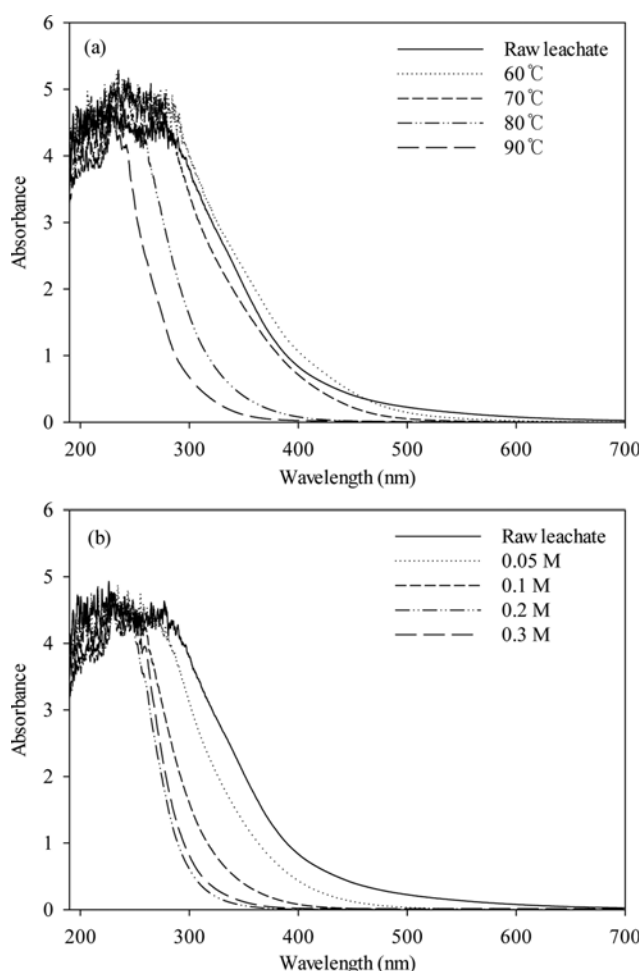 (a)
Raw leachate
60℃
70℃
80℃
90℃
6
5
4
3
2
1
0
Absorbance
200 300 400 500 600 700
Wavelength (nm)
(b)
Raw leachate
0.05 M
0.1 M
0.2 M
0.3 M
6
5
4
3
2
1
0
Absorbance
200 300 400 500 600 700
Wavelength (nm)